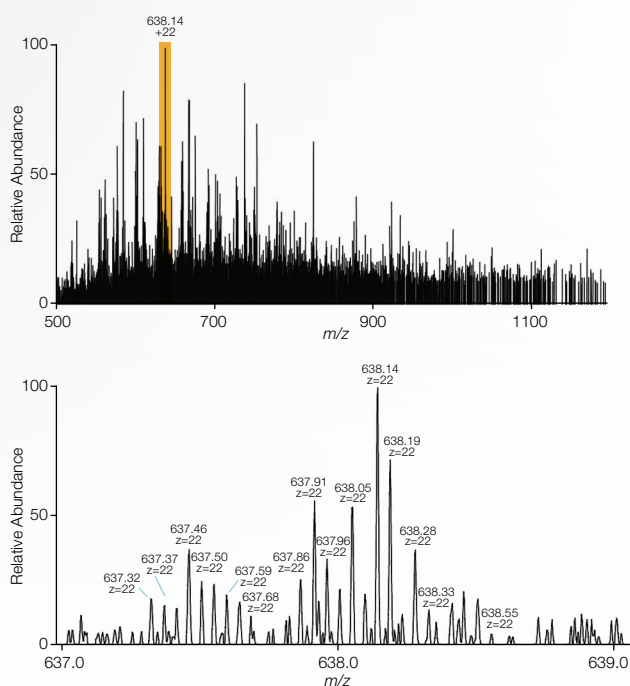 638.14
+22
100
50
0
Relative Abundance
500
700
900
1100
m/z
100
50
0
Relative Abundance
638.14
z=22
638.19
z=22
637.91
z=22
638.05
z=22
637.96
z=22
637.46
z=22
637.50
z=22
637.86
z=22
638.28
z=22
637.37
z=22
637.59
z=22
637.32
z=22
637.68
z=22
638.33
z=22
638.55
z=22
637.0
638.0
639.0
m/z